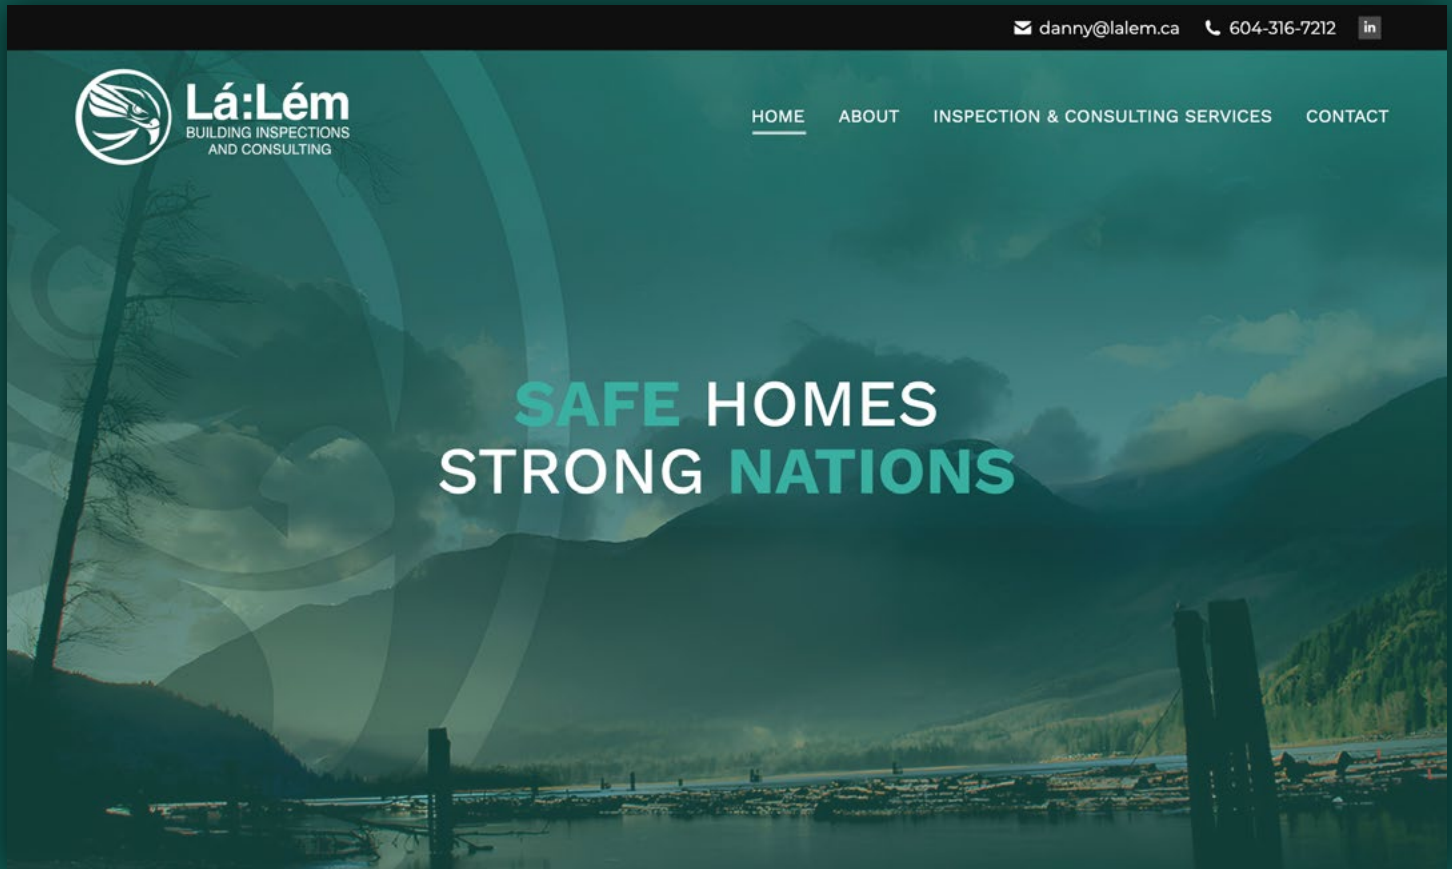 danny@lalem.ca 604-316-7212 in
Lá:Lém
BUILDING INSPECTIONS
AND CONSULTING
HOME ABOUT INSPECTION & CONSULTING SERVICES CONTACT
SAFE HOMES
STRONG NATIONS